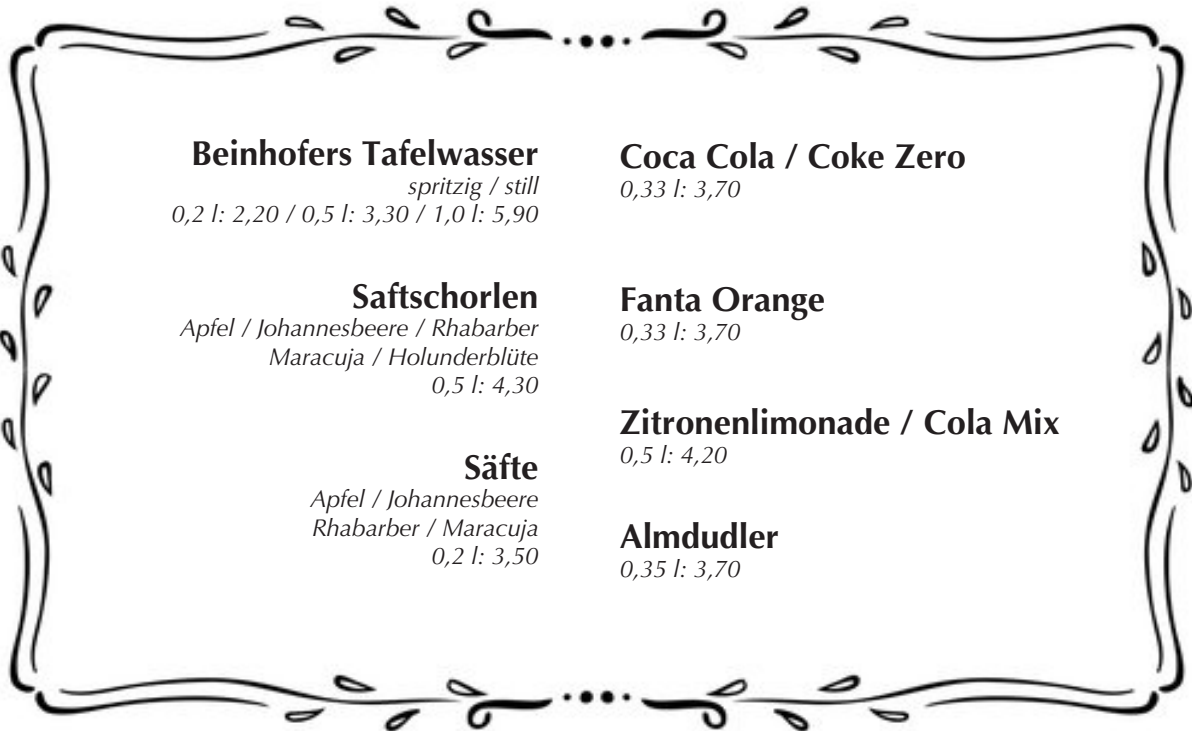 Beinhofers Tafelwasser
spritzig / still
0,2 l: 2,20 / 0,5 l: 3,30 / 1,0 l: 5,90
Saftschorlen
Apfel / Johannesbeere / Rhabarber
Maracuja / Holunderblüte
0,5 l: 4,30
Säfte
Apfel / Johannesbeere
Rhabarber / Maracuja
0,2 l: 3,50
Coca Cola / Coke Zero
0,33 l: 3,70
Fanta Orange
0,33 l: 3,70
Zitronenlimonade / Cola Mix
0,5 l: 4,20
Almdudler
0,35 l: 3,70